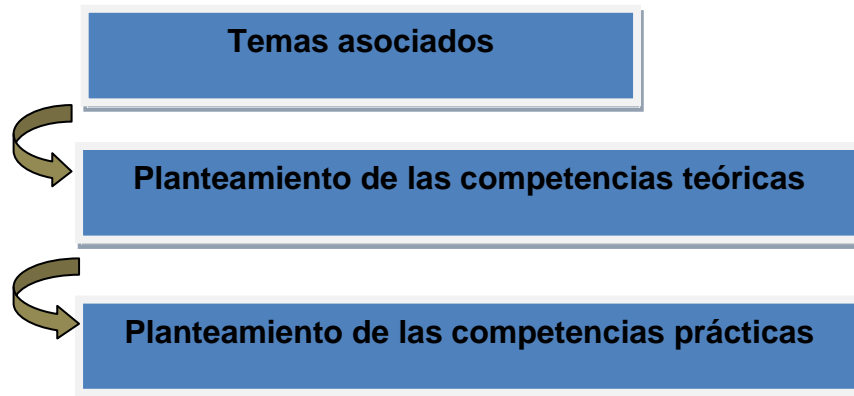 Temas asociados
Planteamiento de las competencias teóricas
Planteamiento de las competencias prácticas